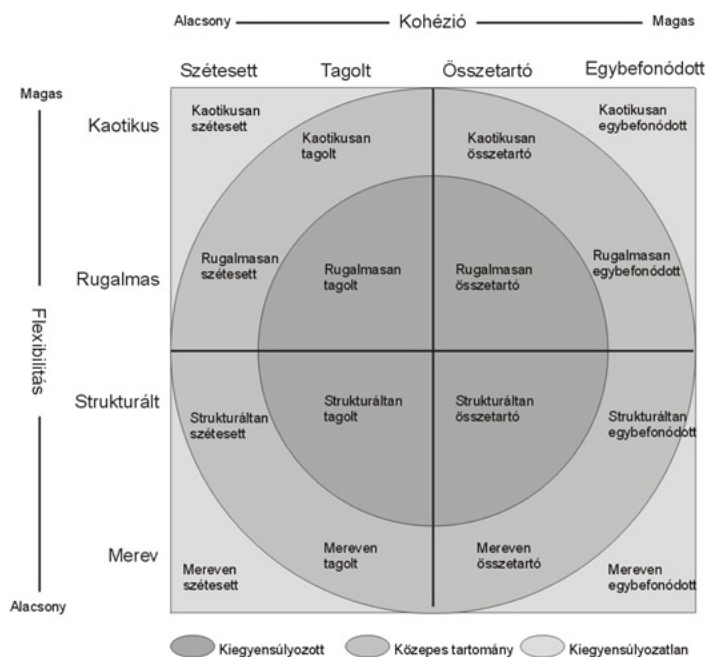 Alacsony Kohézió Magas
Szétesett Tagolt Összetartó Egybefonódott
Magas
Kaotikus
Kaotikusan
szétesett
Kaotikusan
tagolt
Kaotikusan
összetartó
Kaotikusan
egybefonódott
Rugalmas
Rugalmasan
szétesett
Rugalmasan
tagolt
Rugalmasan
összetartó
Rugalmasan
egybefonódott
Flexibilitás
Strukturált
Strukturáltan
szétesett
Strukturáltan
tagolt
Strukturáltan
összetartó
Strukturáltan
egybefonódott
Merev
Mereven
szétesett
Mereven
tagolt
Mereven
összetartó
Mereven
egybefonódott
Alacsony
Kiegyensúlyozott Közepes tartomány Kiegyensúlyozatlan